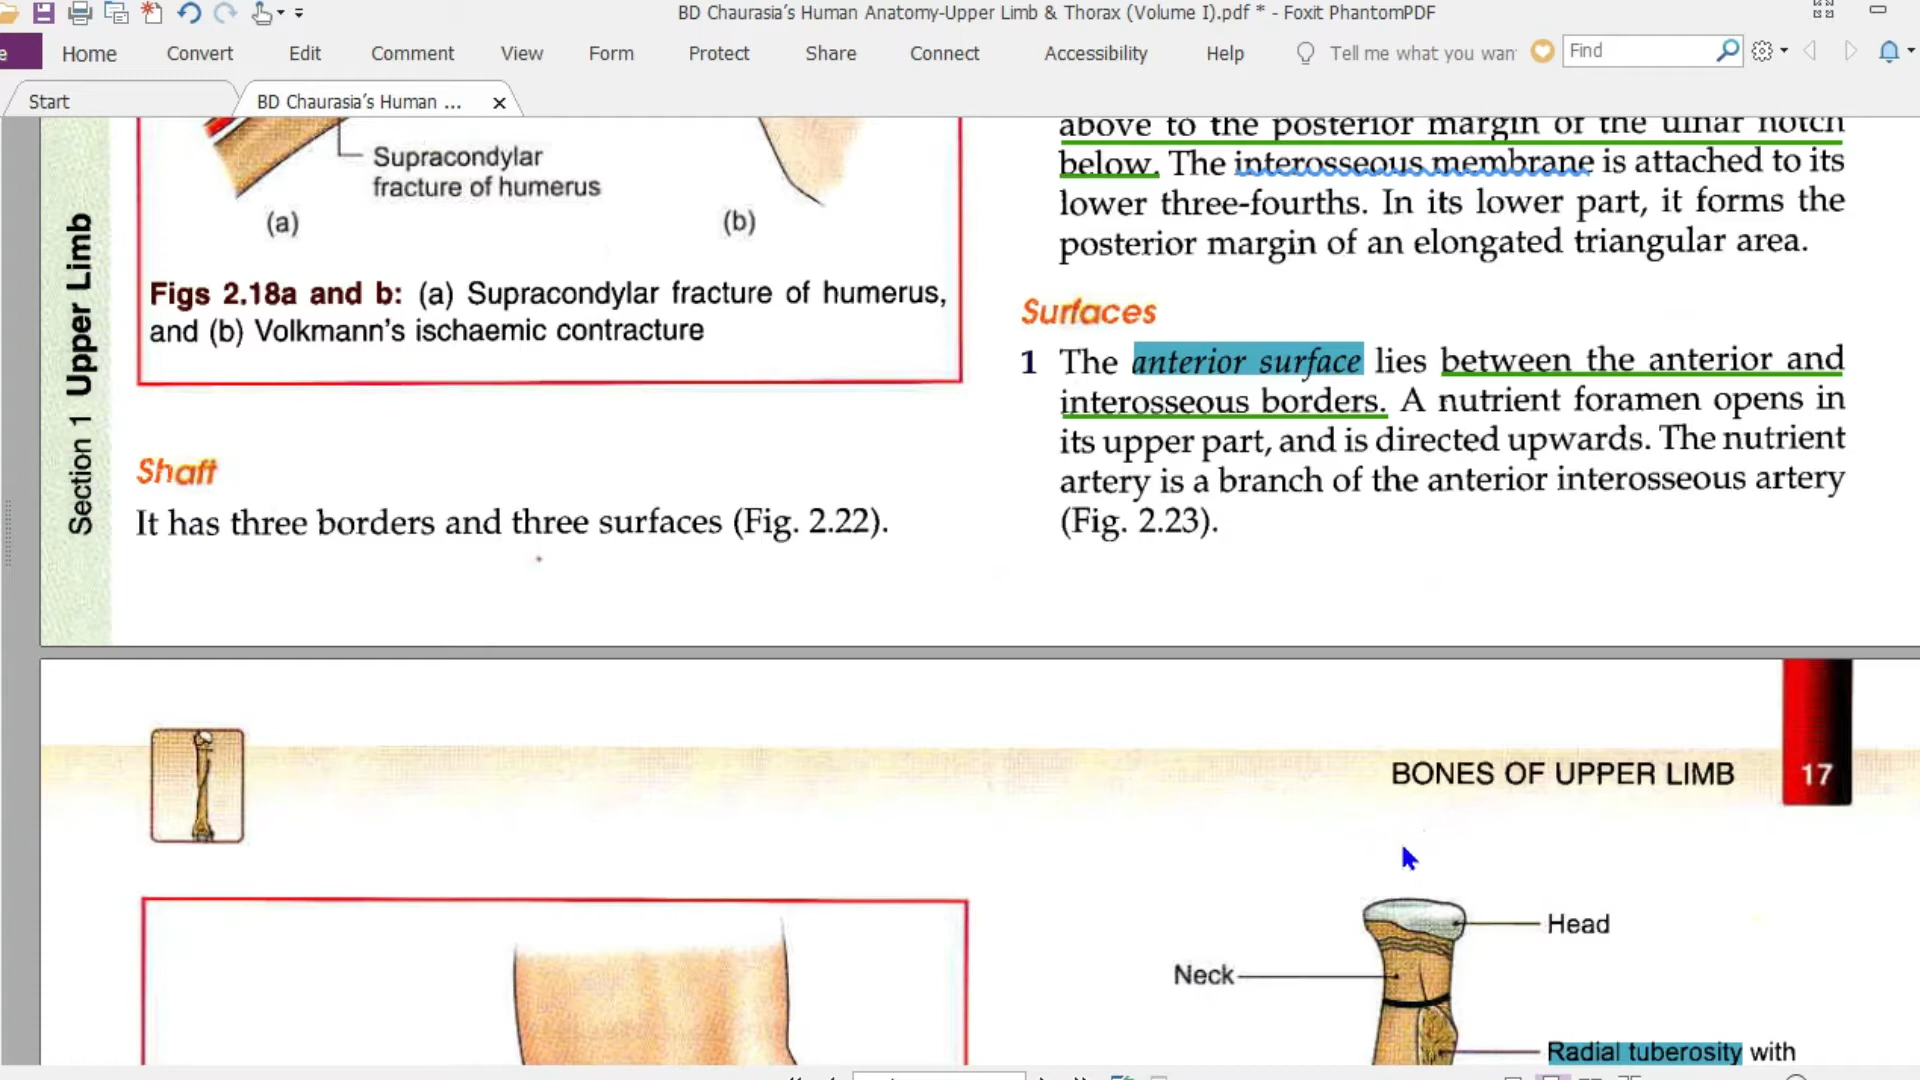 BD Chaurasia's Human Anatomy-Upper Limb & Thorax (Volume I).pdf * - Foxit PhantomPDF
Home Convert Edit Comment View Form Protect Share Connect Accessibility Help Tell me what you wan Find
Start
BD Chaurasia's Human ...
Section 1 Upper Limb
Supracondylar
fracture of humerus
(a)
(b)
Figs 2.18a and b: (a) Supracondylar fracture of humerus,
and (b) Volkmann's ischaemic contracture
Shaft
It has three borders and three surfaces (Fig. 2.22).
above to the posterior margin of the ulnar notch
below. The interosseous membrane is attached to its
lower three-fourths. In its lower part, it forms the
posterior margin of an elongated triangular area.
Surfaces
1 The anterior surface lies between the anterior and
interosseous borders. A nutrient foramen opens in
its upper part, and is directed upwards. The nutrient
artery is a branch of the anterior interosseous artery
(Fig. 2.23).
BONES OF UPPER LIMB 17
Head
Neck
Radial tuberosity with